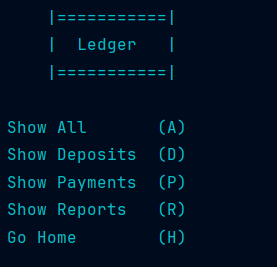 |===========|
|  Ledger   |
|===========|
Show All       (A)
Show Deposits  (D)
Show Payments  (P)
Show Reports   (R)
Go Home        (H)